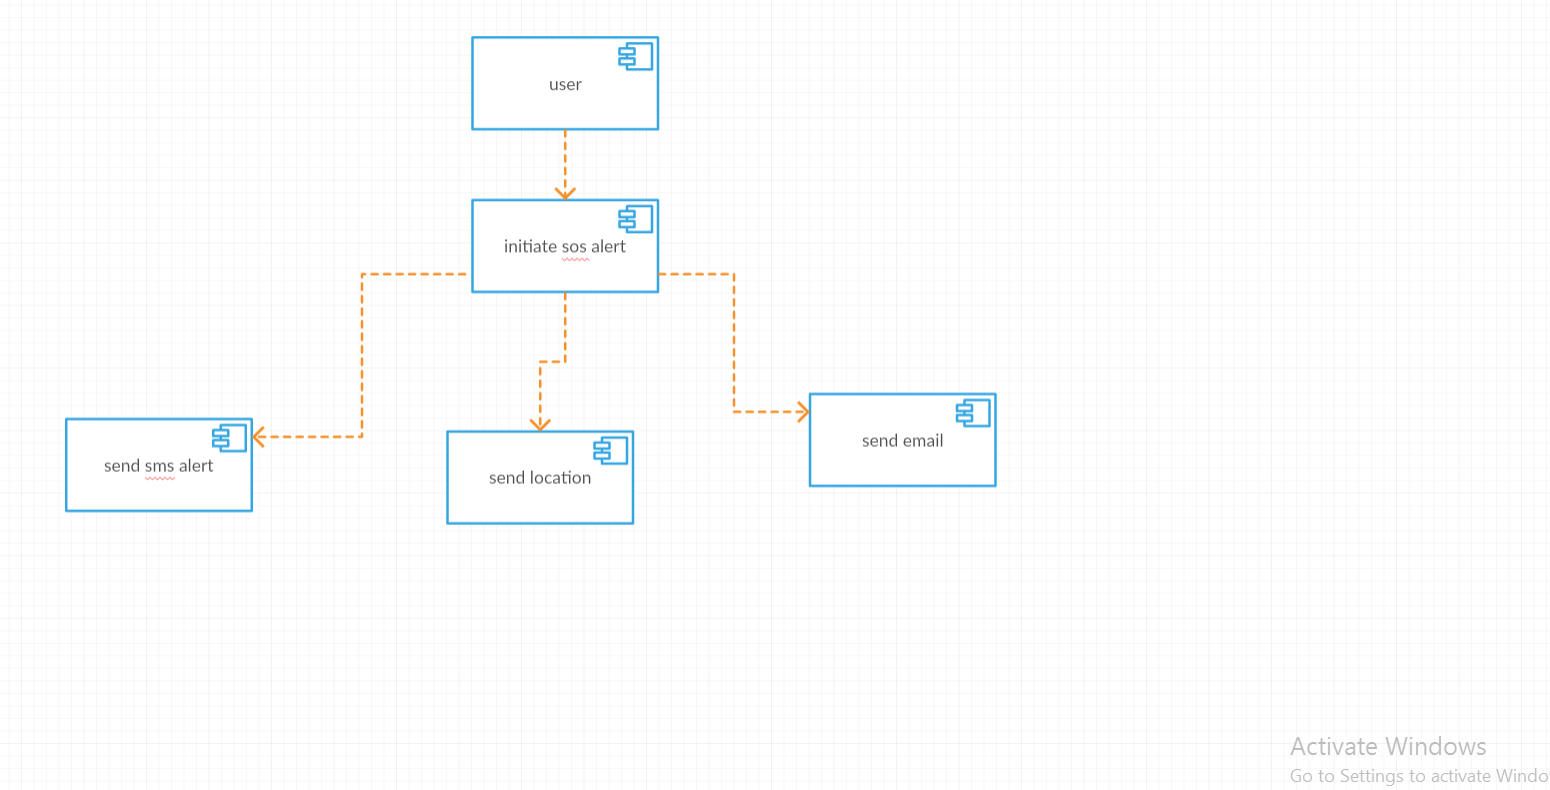 user
initiate sos alert
send sms alert
send location
send email
Activate Windows
Go to Settings to activate Windo